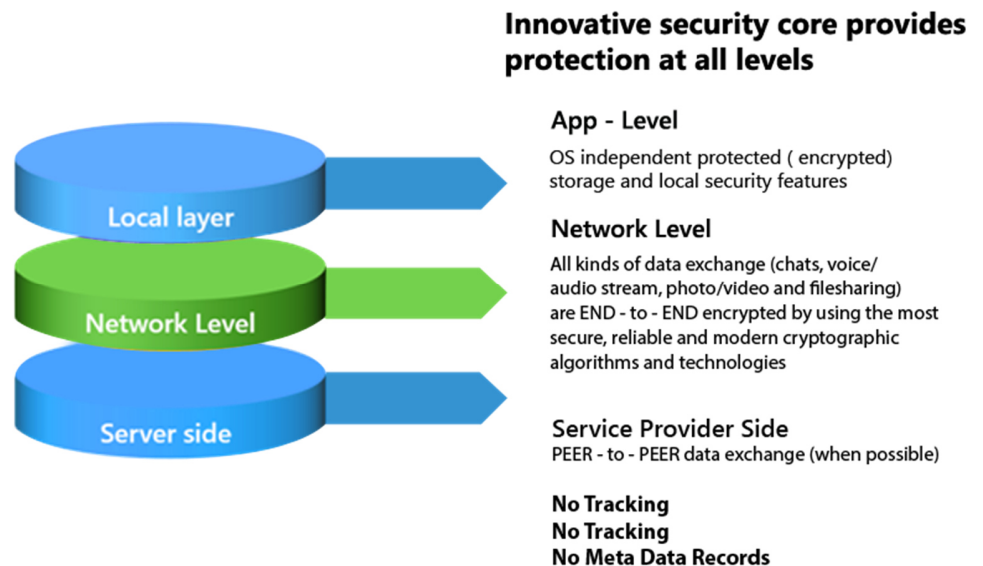 Innovative security core provides
protection at all levels
App - Level
OS independent protected ( encrypted)
storage and local security features
Local layer
Network Level
All kinds of data exchange (chats, voice/
audio stream, photo/video and filesharing)
are END - to - END encrypted by using the most
secure, reliable and modern cryptographic
algorithms and technologies
Network Level
Service Provider Side
PEER - to - PEER data exchange (when possible)
Server side
No Tracking
No Tracking
No Meta Data Records